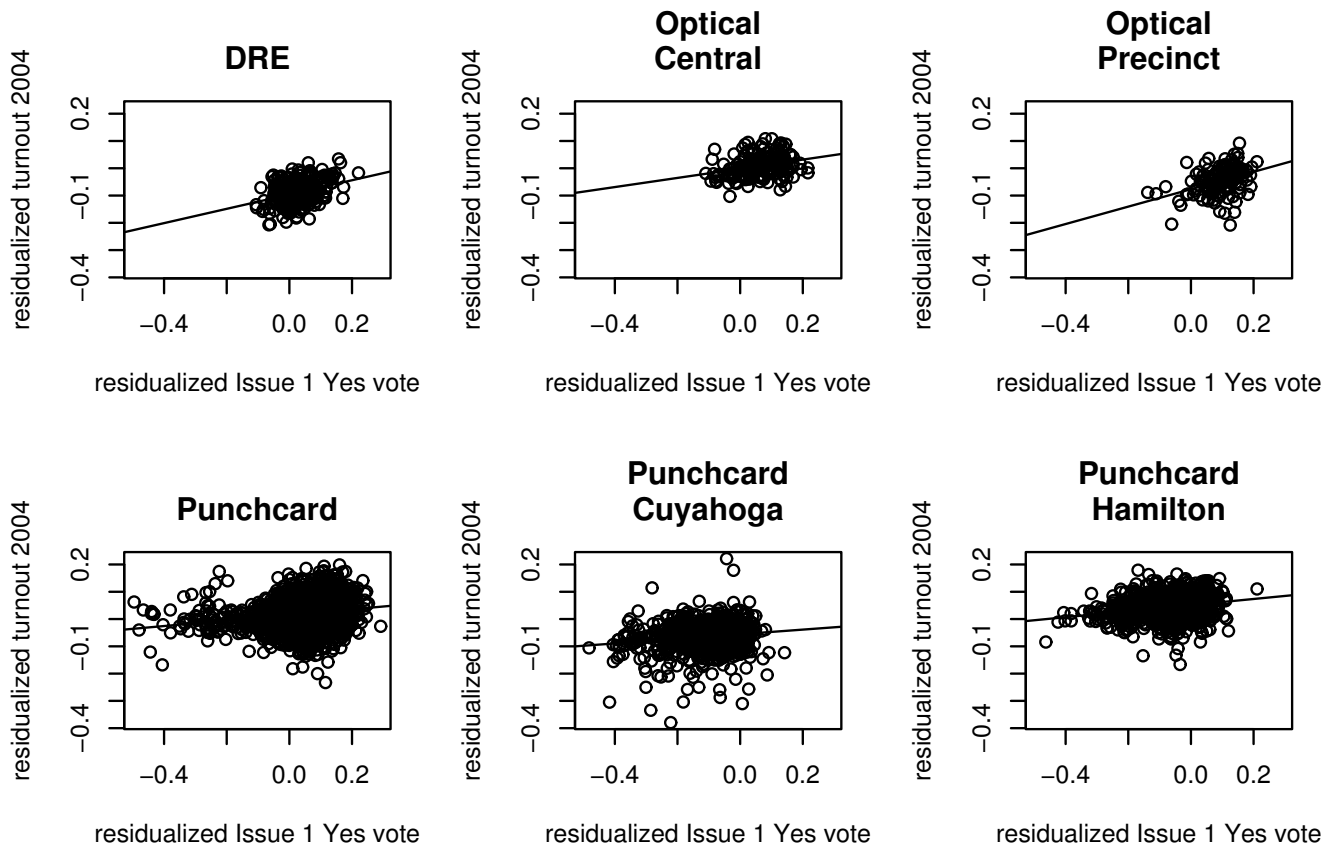 DRE
residualized turnout 2004
0.2
−0.1
−0.4
−0.4 0.0 0.2
residualized Issue 1 Yes vote
Optical
Central
residualized turnout 2004
0.2
−0.1
−0.4
−0.4 0.0 0.2
residualized Issue 1 Yes vote
Optical
Precinct
residualized turnout 2004
0.2
−0.1
−0.4
−0.4 0.0 0.2
residualized Issue 1 Yes vote
Punchcard
residualized turnout 2004
0.2
−0.1
−0.4
−0.4 0.0 0.2
residualized Issue 1 Yes vote
Punchcard
Cuyahoga
residualized turnout 2004
0.2
−0.1
−0.4
−0.4 0.0 0.2
residualized Issue 1 Yes vote
Punchcard
Hamilton
residualized turnout 2004
0.2
−0.1
−0.4
−0.4 0.0 0.2
residualized Issue 1 Yes vote